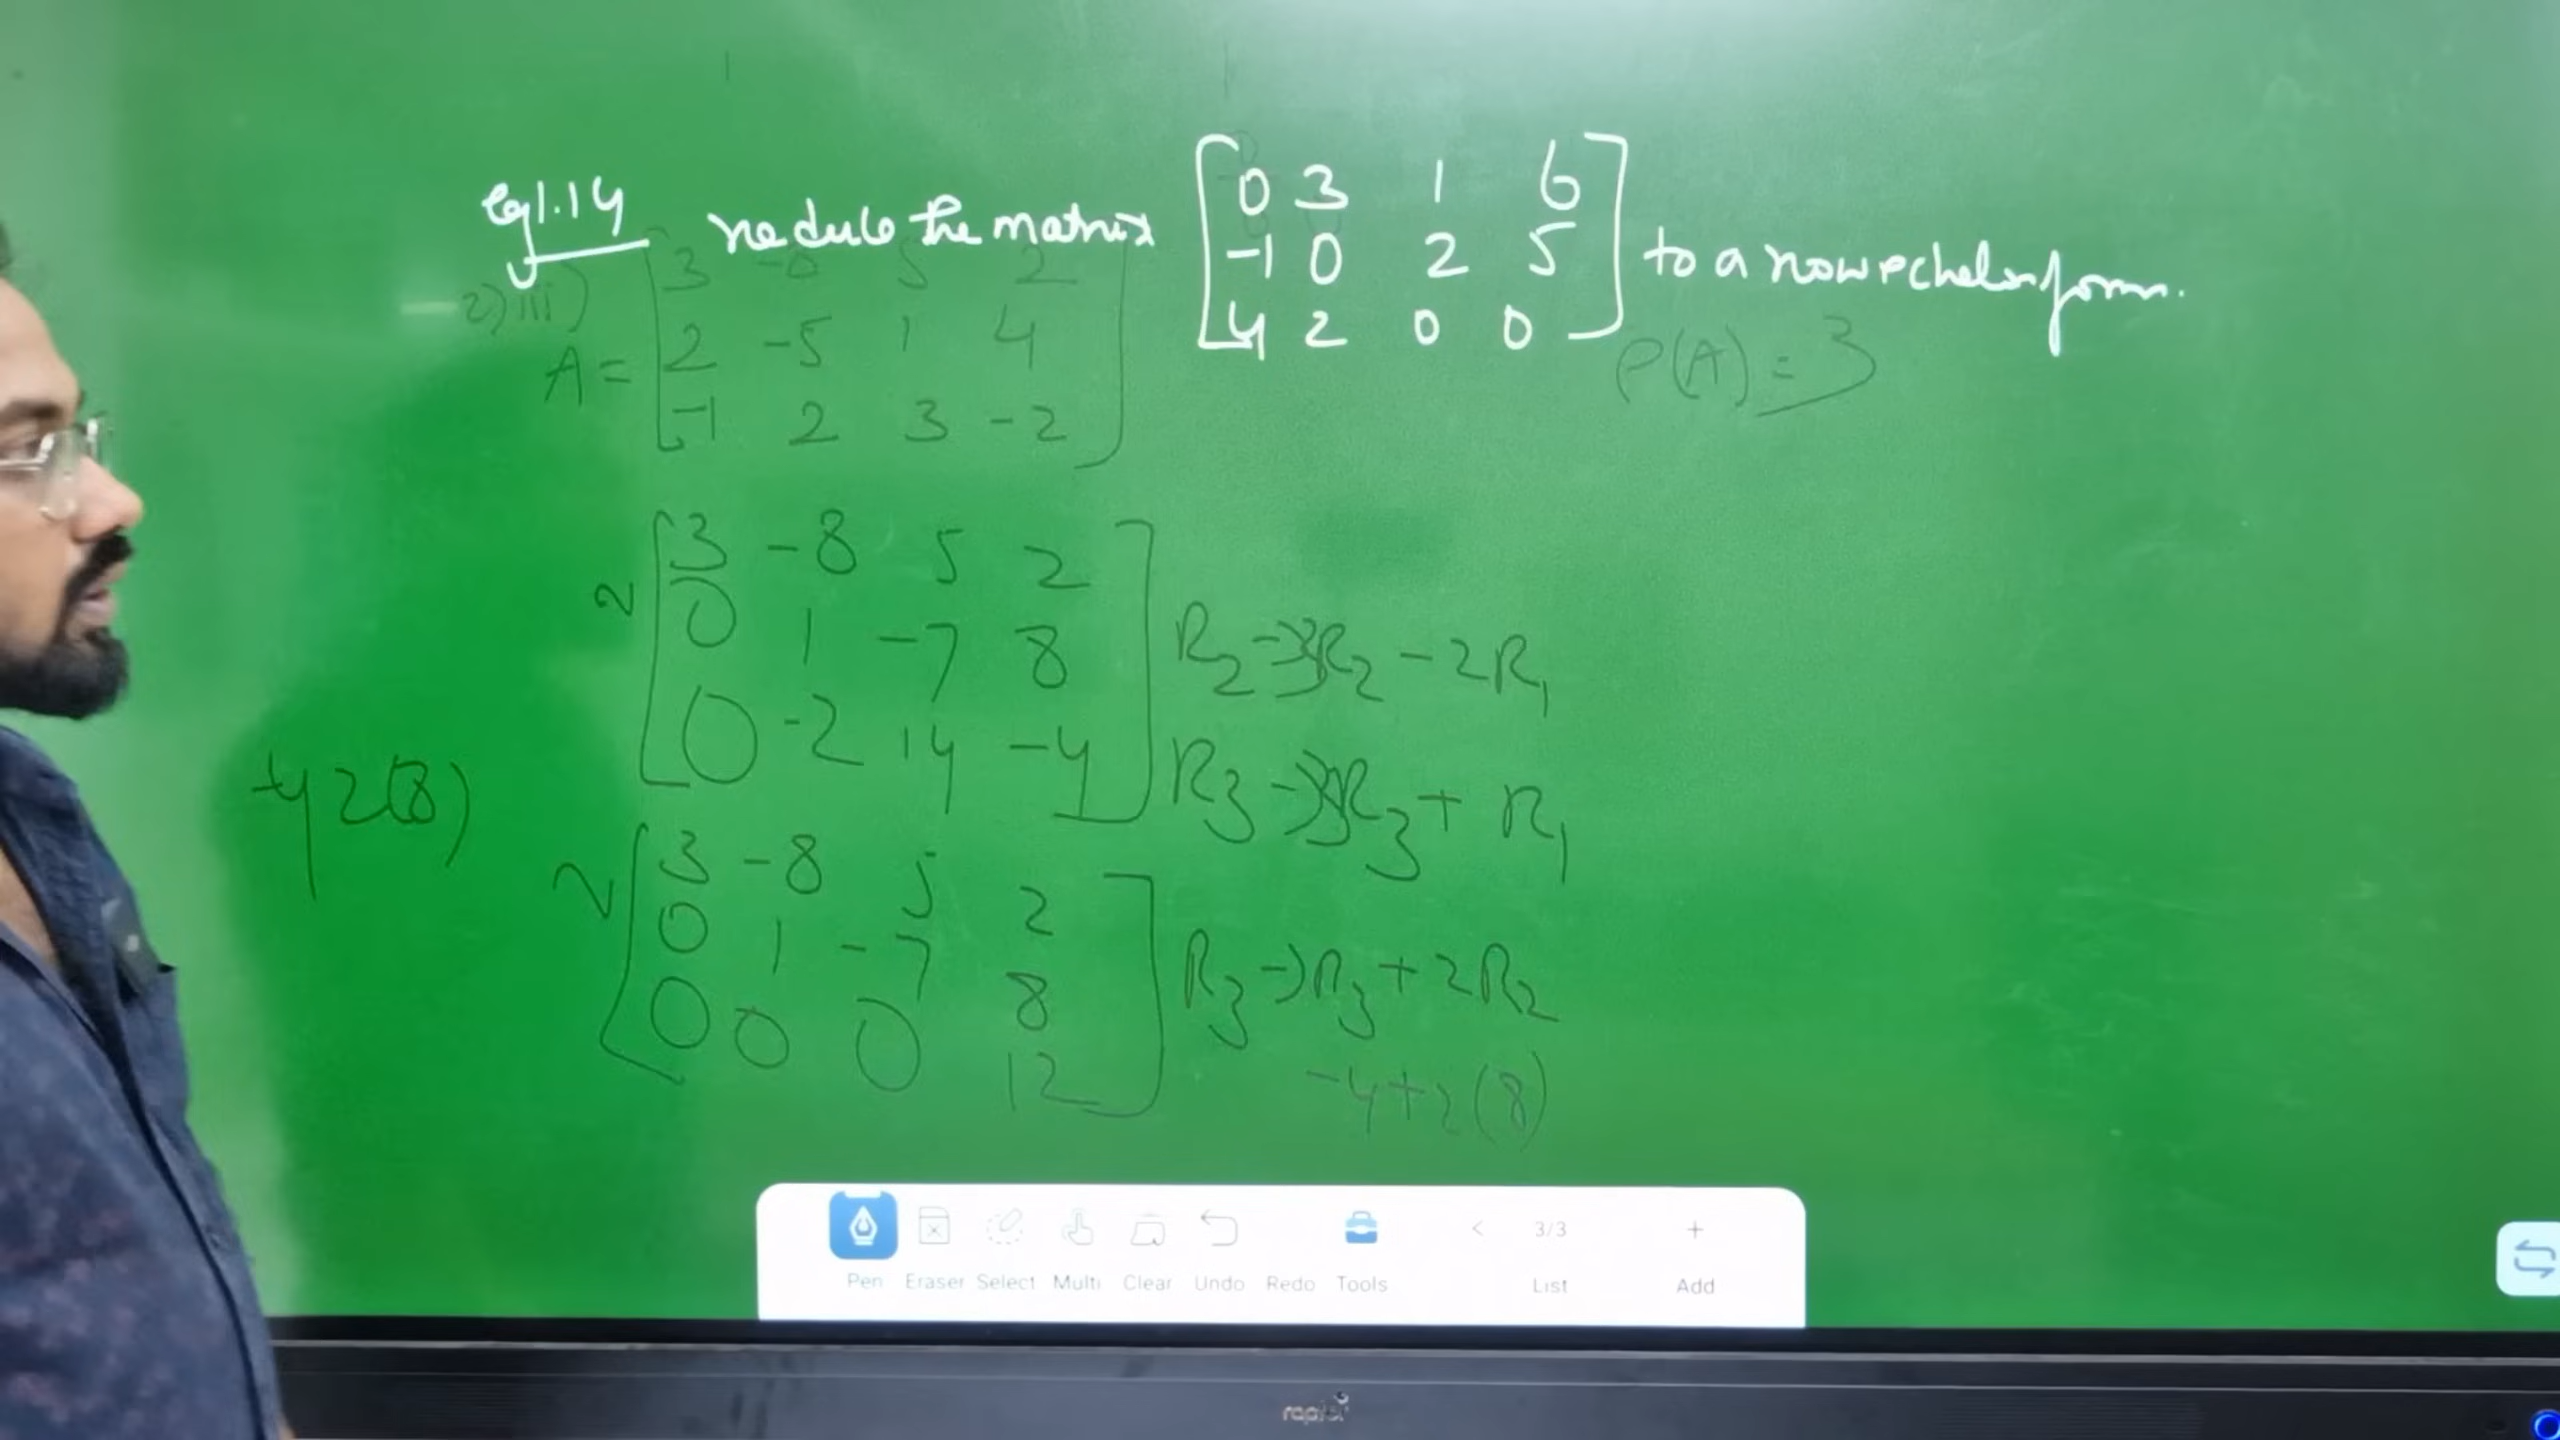 eg 1.14 reduce the matrix [0 3 1 6
-1 0 2 5
4 2 0 0] to a row echelon form.
2) iii)
A = [3 -8 5 2
2 -5 1 4
-1 2 3 -2]
ρ(A) = 3
~ [3 -8 5 2
0 1 -7 8
0 -2 14 -4]
R2→3R2 - 2R1
R3→3R3 + R1
-4 2(8)
~ [3 -8 5 2
0 1 -7 8
0 0 0 12]
R3→R3 + 2R2
-4+2(8)
Pen Eraser Select Multi Clear Undo Redo Tools < 3/3 List + Add